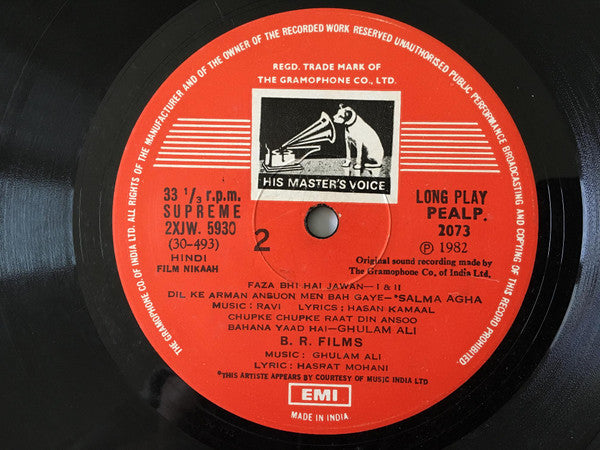 THE GRAMOPHONE CO. OF INDIA LTD. ALL RIGHTS OF THE MANUFACTURER AND OF THE OWNER OF THE RECORDED WORK RESERVED UNAUTHORISED PUBLIC PERFORMANCE BROADCASTING AND COPYING OF THIS RECORD PROHIBITED.
REGD. TRADE MARK OF
THE GRAMOPHONE CO., LTD.
HIS MASTER'S VOICE
33 1/3 r.p.m.
SUPREME
2XJW. 5930
(30-493)
HINDI
FILM NIKAAH
2
LONG PLAY
PEALP.
2073
℗ 1982
Original sound recording made by
The Gramophone Co, of India Ltd.
FAZA BHI HAI JAWAN—I & II
DIL KE ARMAN ANSUON MEN BAH GAYE—*SALMA AGHA
MUSIC: RAVI LYRICS; HASAN KAMAAL
CHUPKE CHUPKE RAAT DIN ANSOO
BAHANA YAAD HAI—GHULAM ALI
B. R. FILMS
MUSIC: GHULAM ALI
LYRIC: HASRAT MOHANI
*THIS ARTISTE APPEARS BY COURTESY OF MUSIC INDIA LTD
EMI
MADE IN INDIA